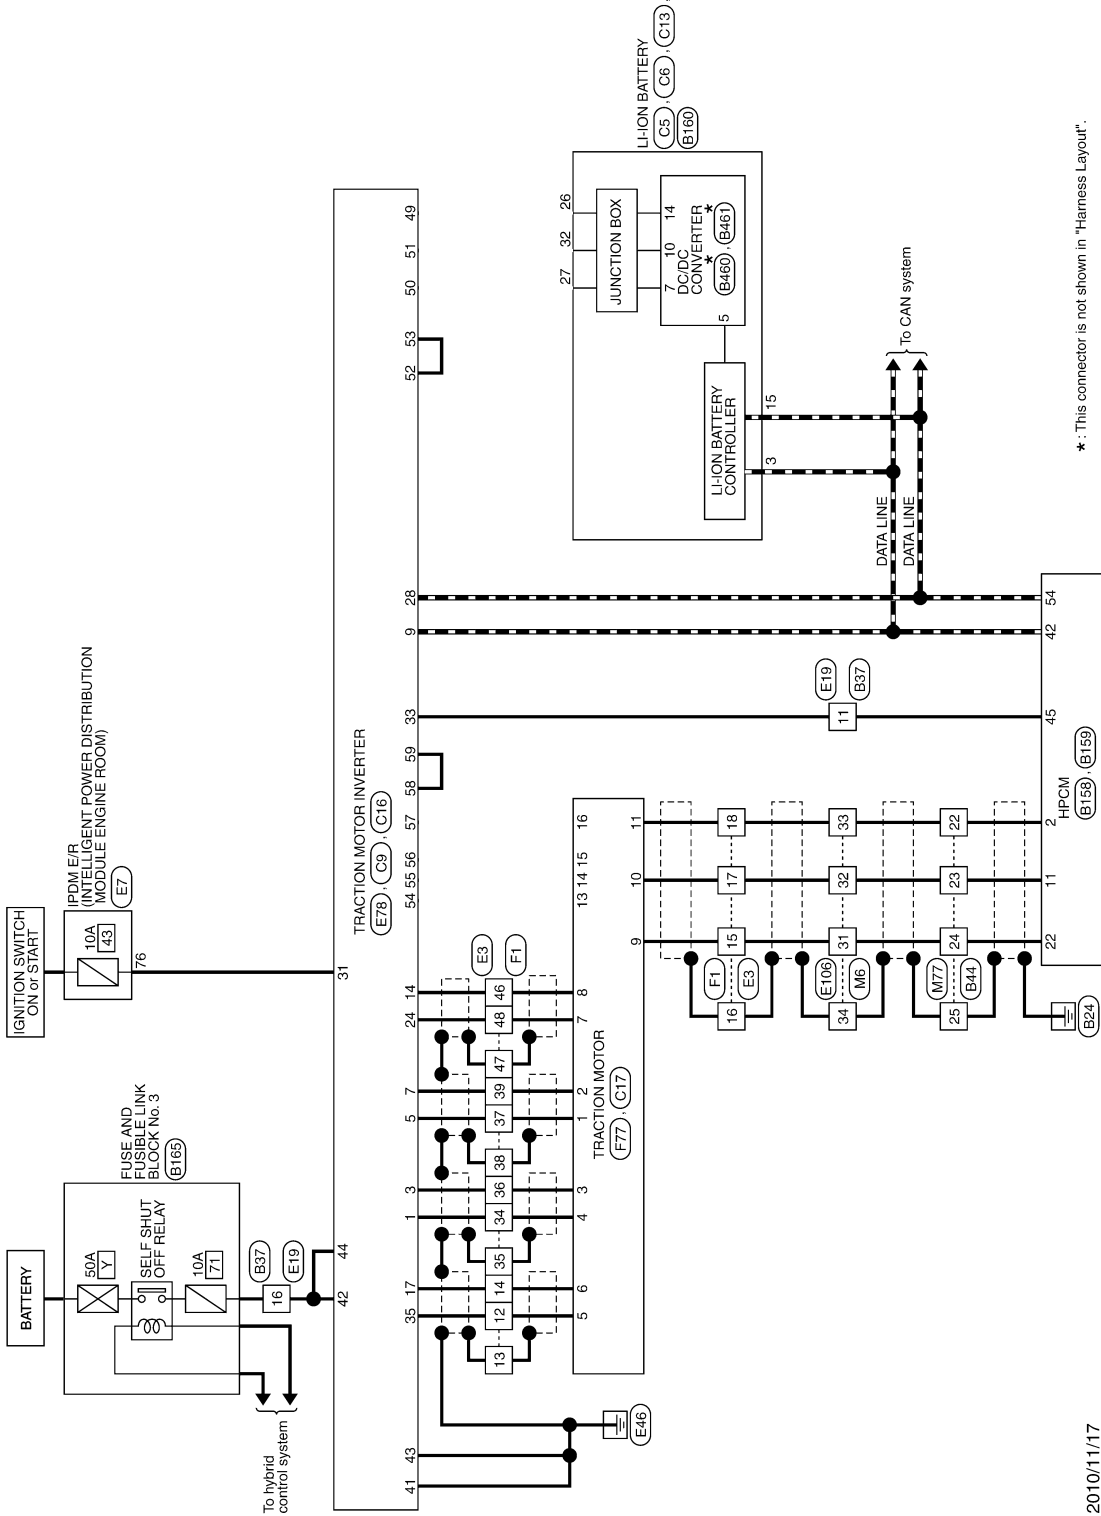 BATTERY
50A
Y
SELF SHUT
OFF RELAY
10A
71
FUSE AND
FUSIBLE LINK
BLOCK No. 3
B165
16
B37
E19
To hybrid
control system
42
44
IGNITION SWITCH
ON or START
10A
43
IPDM E/R
(INTELLIGENT POWER DISTRIBUTION
MODULE ENGINE ROOM)
E7
76
31
TRACTION MOTOR INVERTER
E78 , C9 , C16
41 43 35 17 1 3 5 7 24 14 54 55 56 57 58 59 33 9 28 52 53 50 51 49
13 12 14 35 34 36 38 37 39 47 48 46
E3
F1
E46
5 6 4 3 1 2 7 8 13 14 15 16
TRACTION MOTOR
F77 , C17
9 10 11
16 15 17 18
F1
E3
34 31 32 33
E106
M6
25 24 23 22
M77
B44
B24
22 11 2 45 42 54
11
E19
B37
HPCM
B158 , B159
LI-ION BATTERY
C5 , C6 , C13 ,
B160
27 32 26
JUNCTION BOX
7 10 14
DC/DC
CONVERTER
* *
B460 , B461
5
LI-ION BATTERY
CONTROLLER
3 15
DATA LINE
DATA LINE
To CAN system
* : This connector is not shown in "Harness Layout".
2010/11/17